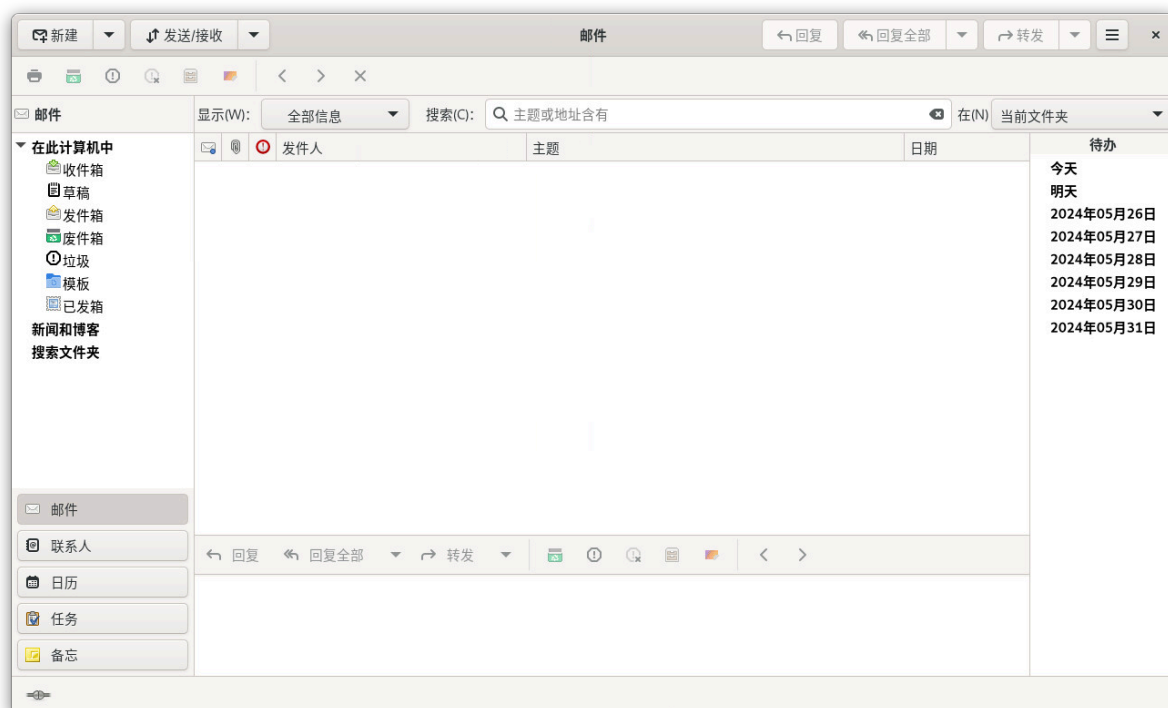 新建 发送/接收 邮件 回复 回复全部 转发
邮件 显示(W): 全部信息 搜索(C): 主题或地址含有 在(N) 当前文件夹
在此计算机中
收件箱
草稿
发件箱
废件箱
垃圾
模板
已发箱
新闻和博客
搜索文件夹
发件人 主题 日期
待办
今天
明天
2024年05月26日
2024年05月27日
2024年05月28日
2024年05月29日
2024年05月30日
2024年05月31日
邮件
联系人
日历
任务
备忘
回复 回复全部 转发